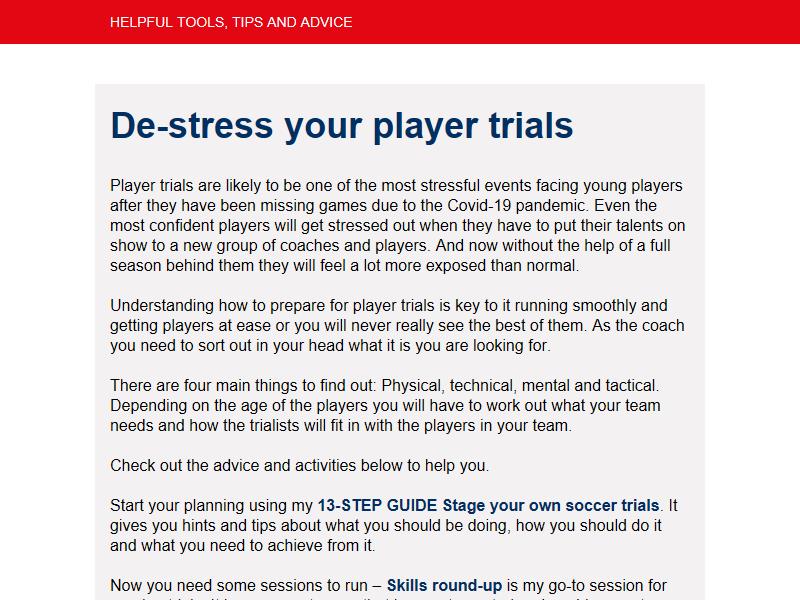 HELPFUL TOOLS, TIPS AND ADVICE
De-stress your player trials
Player trials are likely to be one of the most stressful events facing young players
after they have been missing games due to the Covid-19 pandemic. Even the
most confident players will get stressed out when they have to put their talents on
show to a new group of coaches and players. And now without the help of a full
season behind them they will feel a lot more exposed than normal.
Understanding how to prepare for player trials is key to it running smoothly and
getting players at ease or you will never really see the best of them. As the coach
you need to sort out in your head what it is you are looking for.
There are four main things to find out: Physical, technical, mental and tactical.
Depending on the age of the players you will have to work out what your team
needs and how the trialists will fit in with the players in your team.
Check out the advice and activities below to help you.
Start your planning using my 13-STEP GUIDE Stage your own soccer trials. It
gives you hints and tips about what you should be doing, how you should do it
and what you need to achieve from it.
Now you need some sessions to run – Skills round-up is my go-to session for